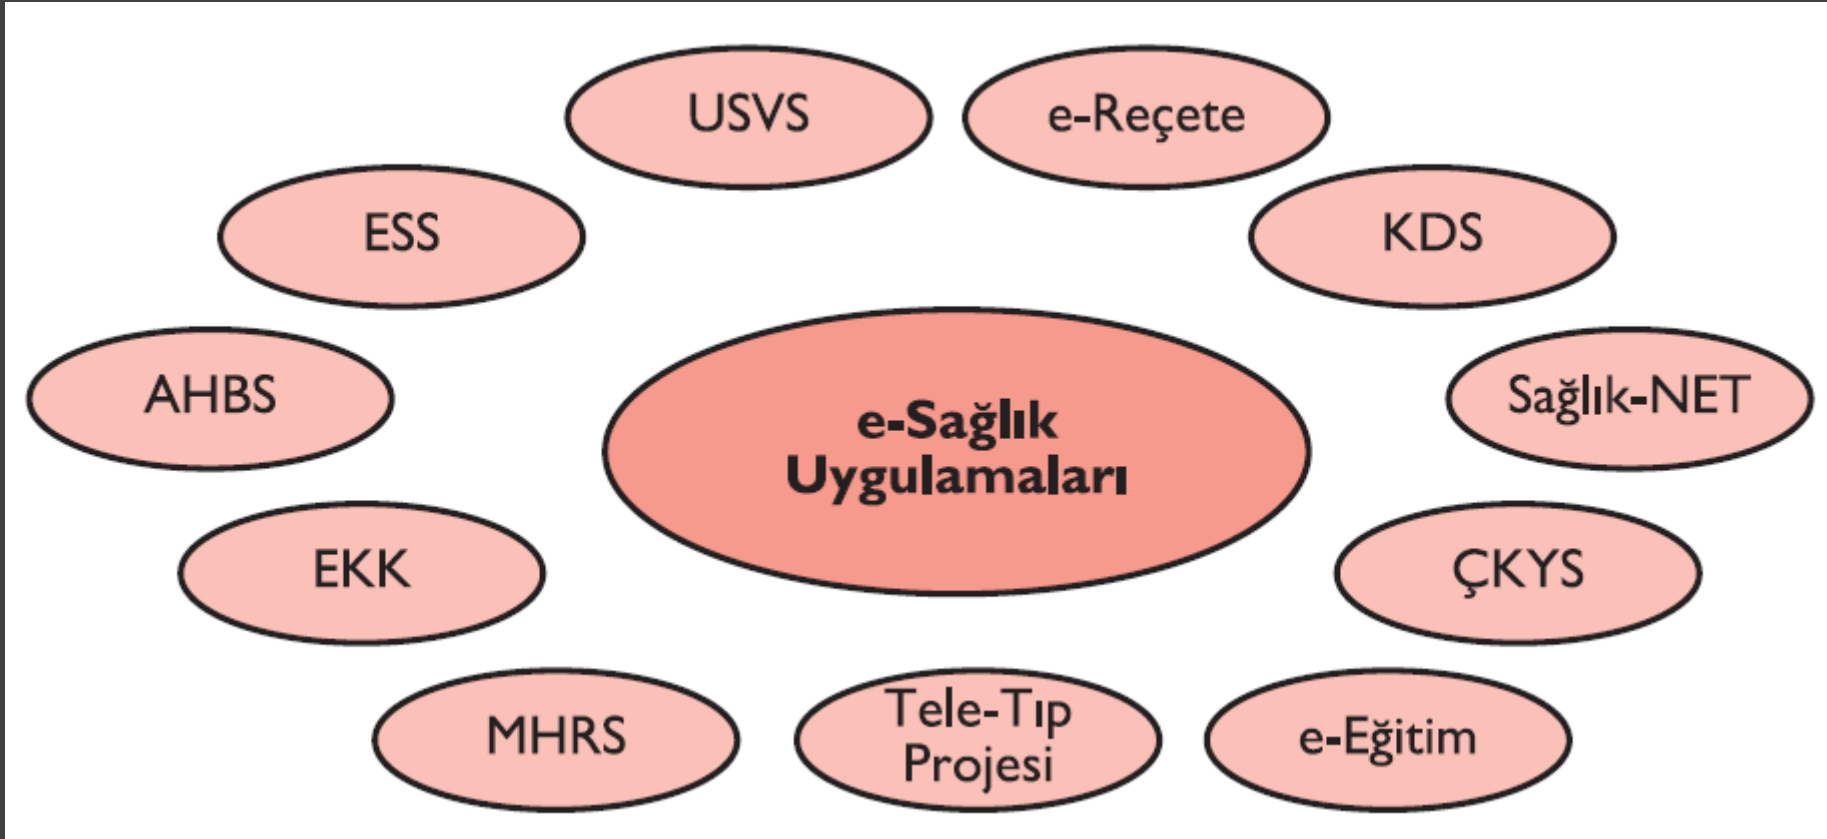 USVS
e-Reçete
ESS
KDS
AHBS
e-Sağlık
Uygulamaları
Sağlık-NET
EKK
ÇKYS
MHRS
Tele-Tıp
Projesi
e-Eğitim